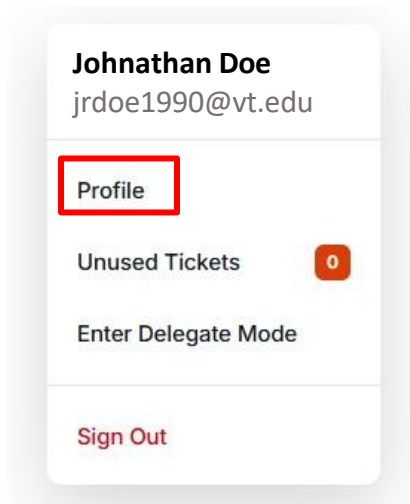 Johnathan Doe
jrdoe1990@vt.edu
Profile
Unused Tickets 0
Enter Delegate Mode
Sign Out